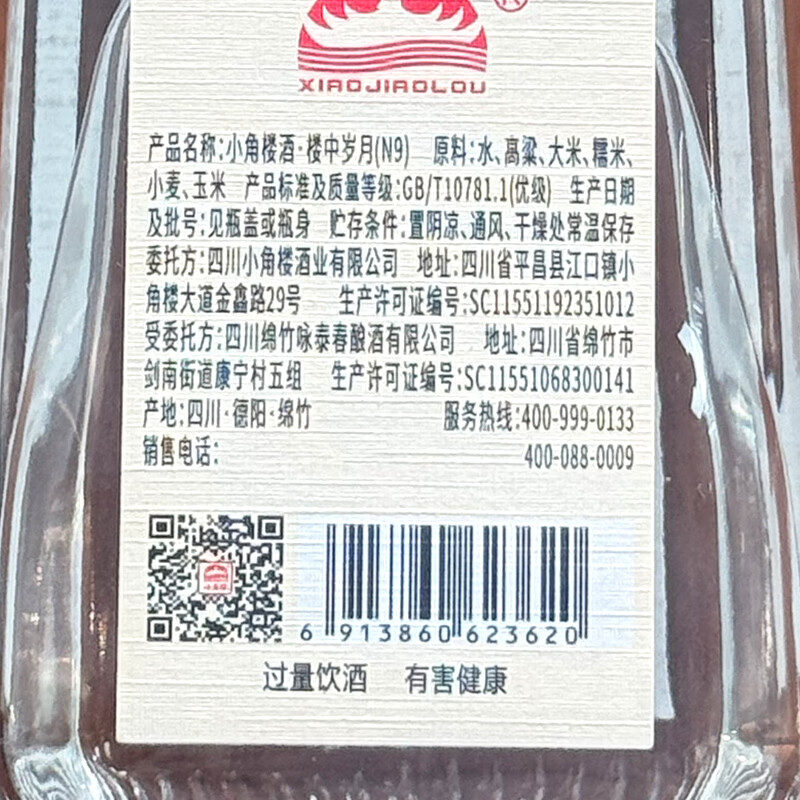 ®
XIAOJIAOLOU
产品名称:小角楼酒·楼中岁月(N9) 原料:水、高粱、大米、糯米、
小麦、玉米 产品标准及质量等级:GB/T10781.1(优级) 生产日期
及批号:见瓶盖或瓶身 贮存条件:置阴凉、通风、干燥处常温保存
委托方:四川小角楼酒业有限公司 地址:四川省平昌县江口镇小
角楼大道金鑫路29号 生产许可证编号:SC11551192351012
受委托方:四川绵竹咏泰春酿酒有限公司 地址:四川省绵竹市
剑南街道康宁村五组 生产许可证编号:SC11551068300141
产地:四川·德阳·绵竹 服务热线:400-999-0133
销售电话: 400-088-0009
6 913860 623620
过量饮酒 有害健康